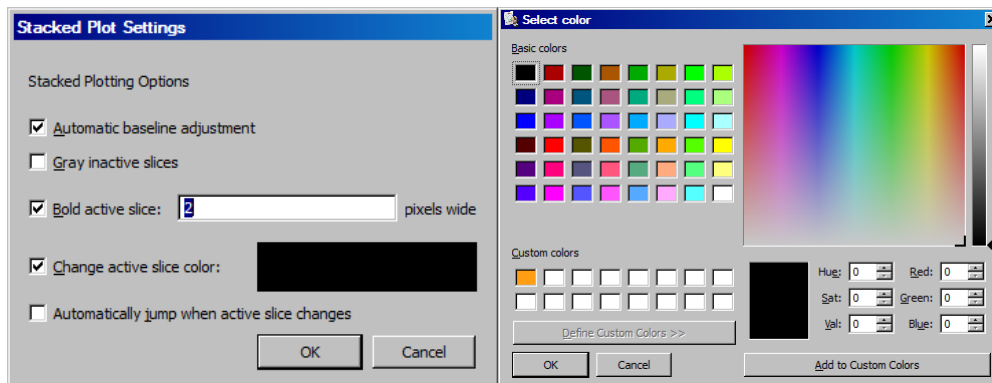 Stacked Plot Settings
Stacked Plotting Options
Automatic baseline adjustment
Gray inactive slices
Bold active slice: 2 pixels wide
Change active slice color:
Automatically jump when active slice changes
OK Cancel
Select color
Basic colors
Custom colors
Define Custom Colors >>
OK Cancel
Hue: 0 Red: 0
Sat: 0 Green: 0
Val: 0 Blue: 0
Add to Custom Colors